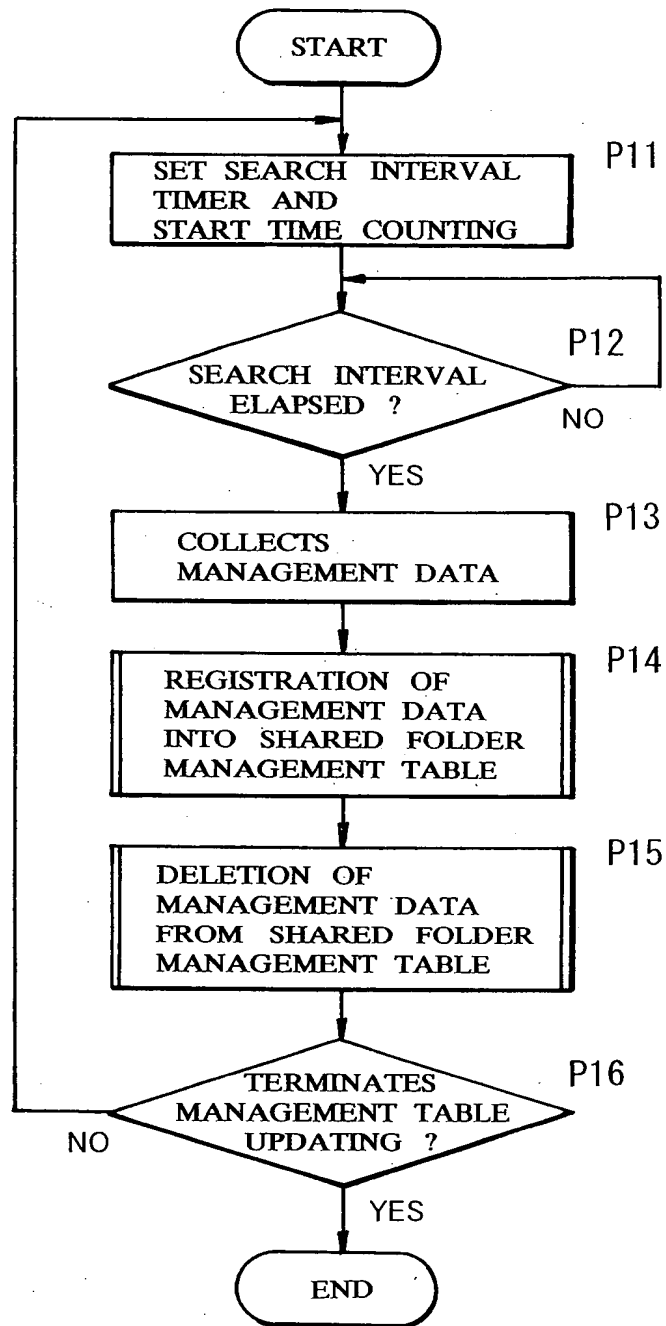 START
P11
SET SEARCH INTERVAL
TIMER AND
START TIME COUNTING
P12
SEARCH INTERVAL
ELAPSED ?
NO
YES
P13
COLLECTS
MANAGEMENT DATA
P14
REGISTRATION OF
MANAGEMENT DATA
INTO SHARED FOLDER
MANAGEMENT TABLE
P15
DELETION OF
MANAGEMENT DATA
FROM SHARED FOLDER
MANAGEMENT TABLE
P16
TERMINATES
MANAGEMENT TABLE
UPDATING ?
NO
YES
END